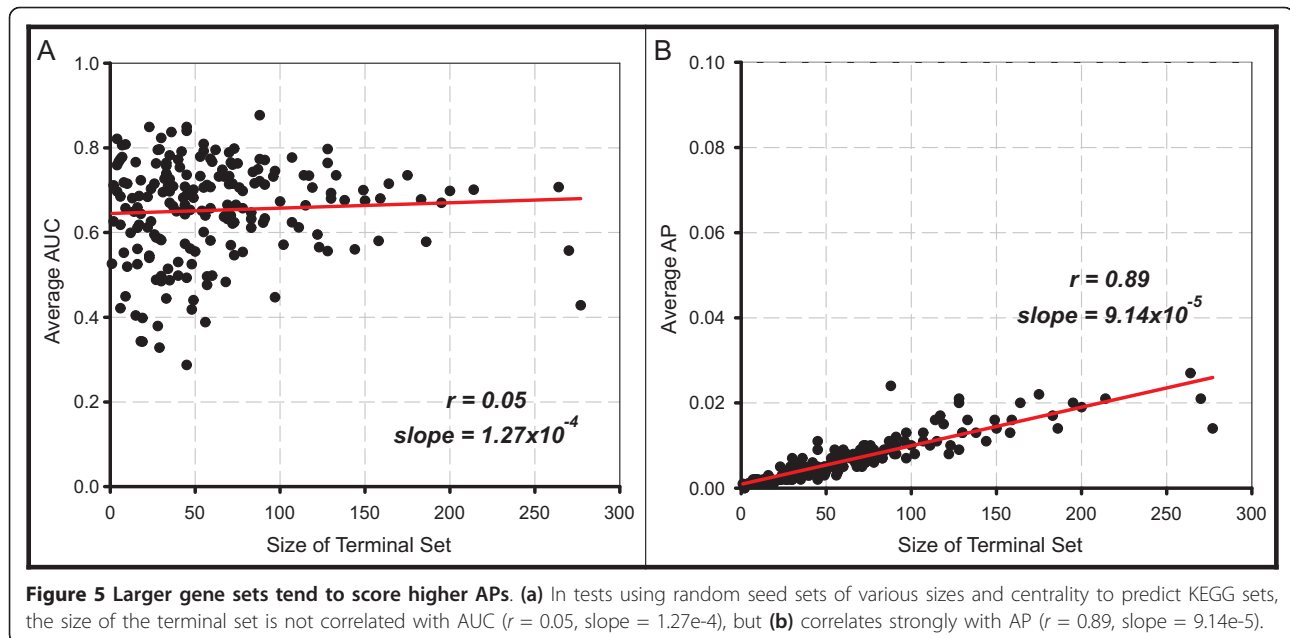 A
1.0
0.8
0.6
0.4
0.2
0.0
Average AUC
r = 0.05
slope = 1.27x10^-4
0 50 100 150 200 250 300
Size of Terminal Set
B
0.10
0.08
0.06
0.04
0.02
0.00
Average AP
r = 0.89
slope = 9.14x10^-5
0 50 100 150 200 250 300
Size of Terminal Set
Figure 5 Larger gene sets tend to score higher APs. (a) In tests using random seed sets of various sizes and centrality to predict KEGG sets,
the size of the terminal set is not correlated with AUC (r = 0.05, slope = 1.27e-4), but (b) correlates strongly with AP (r = 0.89, slope = 9.14e-5).